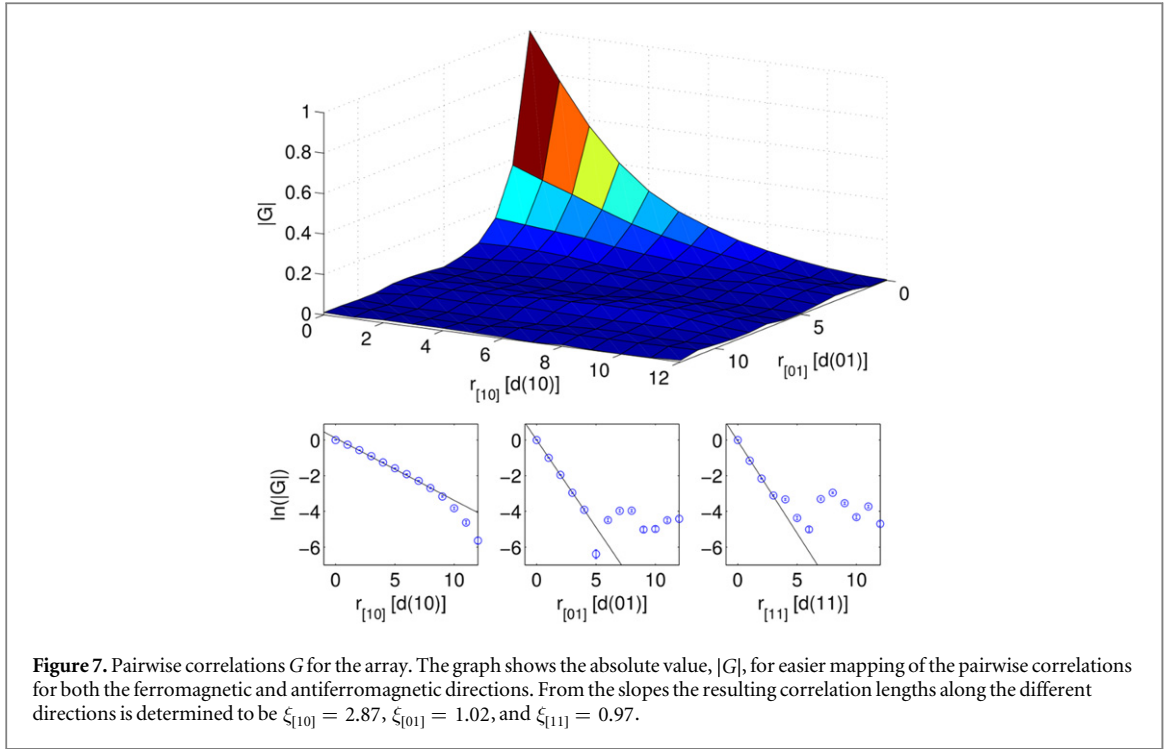 1
0.8
0.6
0.4
0.2
0
|G|
0
2
4
6
8
10
12
r[10] [d(10)]
10
5
0
r[01] [d(01)]
0
−2
−4
−6
ln(|G|)
0 5 10
r[10] [d(10)]
0
−2
−4
−6
0 5 10
r[01] [d(01)]
0
−2
−4
−6
0 5 10
r[11] [d(11)]
Figure 7. Pairwise correlations G for the array. The graph shows the absolute value, |G|, for easier mapping of the pairwise correlations
for both the ferromagnetic and antiferromagnetic directions. From the slopes the resulting correlation lengths along the different
directions is determined to be ξ[10] = 2.87, ξ[01] = 1.02, and ξ[11] = 0.97.